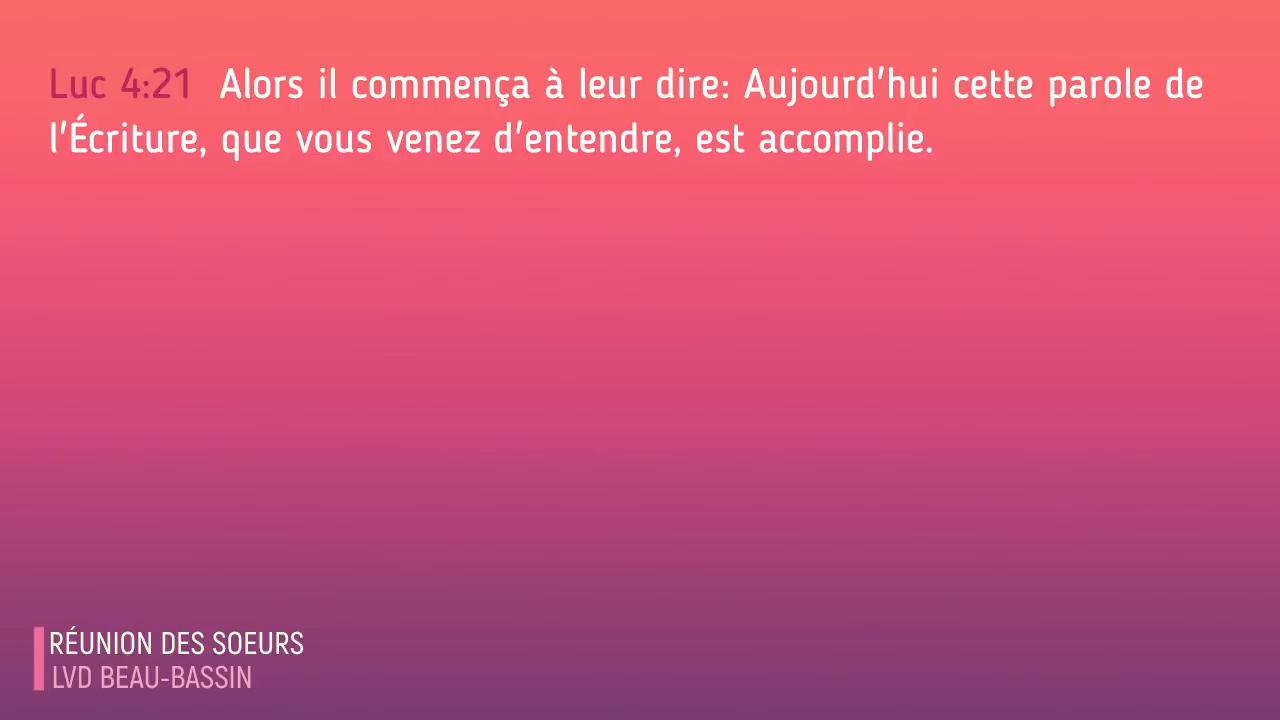 Luc 4:21 Alors il commença à leur dire: Aujourd'hui cette parole de
l'Écriture, que vous venez d'entendre, est accomplie.
RÉUNION DES SOEURS
LVD BEAU-BASSIN